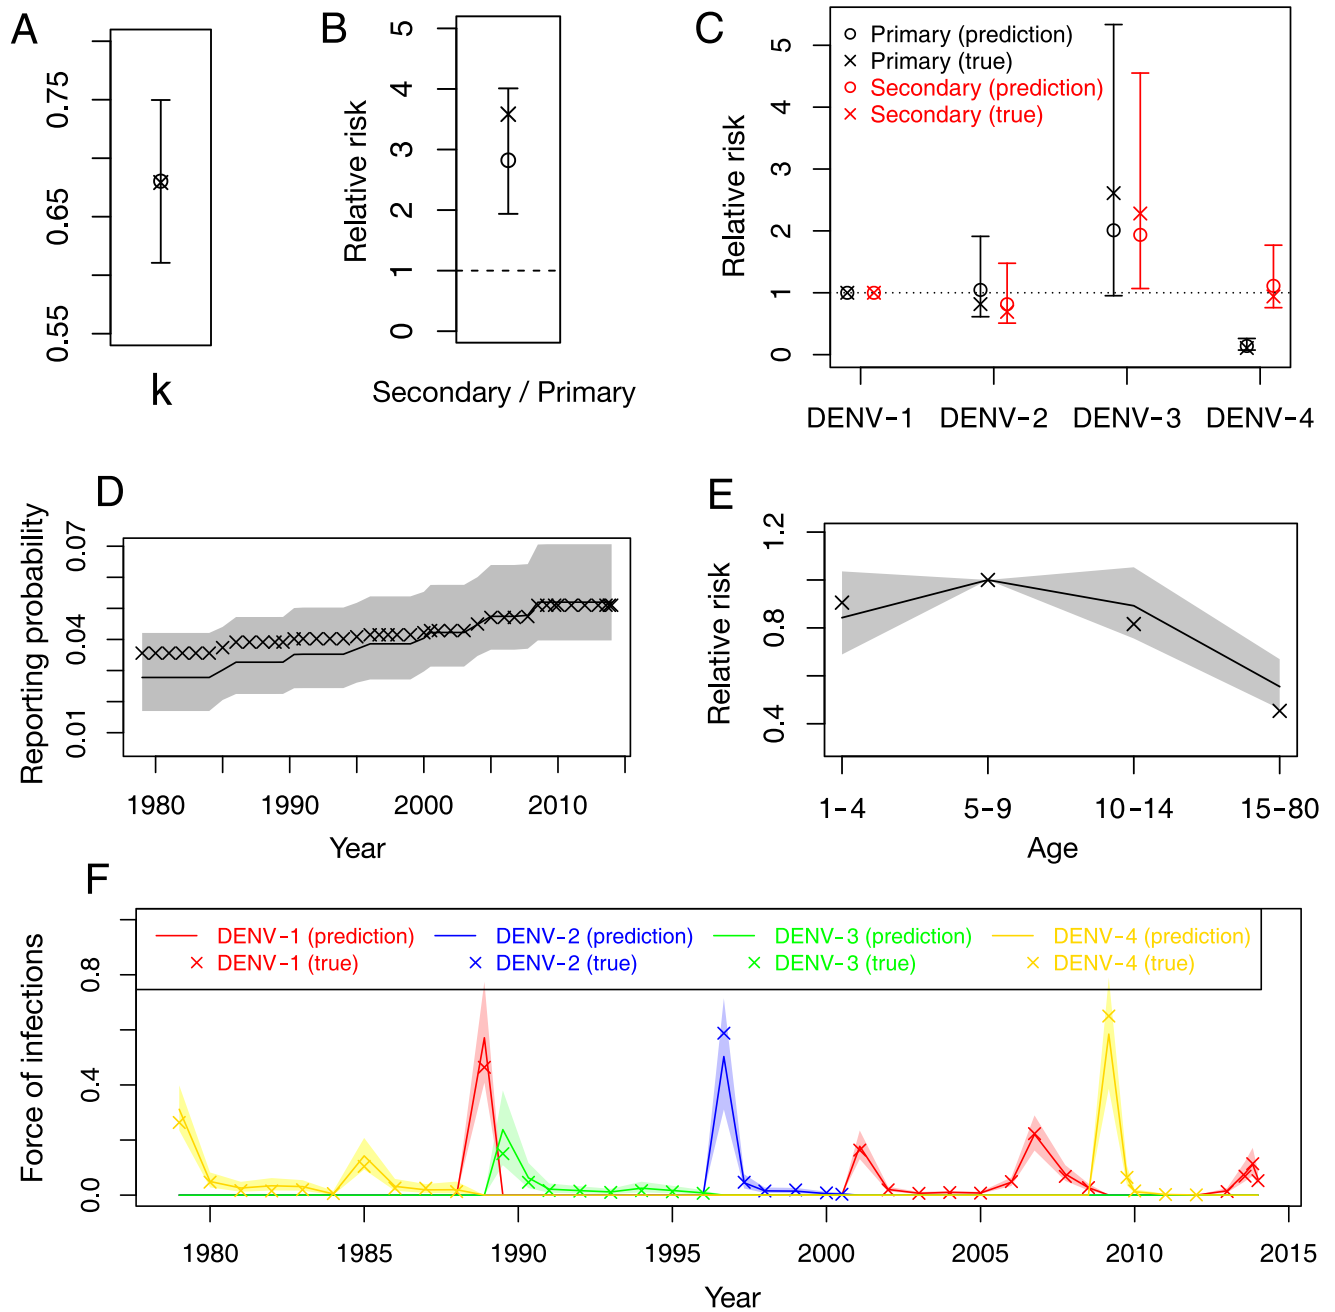 A
0.55 0.65 0.75
k
B
Relative risk
0 1 2 3 4 5
Secondary / Primary
C
Relative risk
0 1 2 3 4 5
Primary (prediction)
Primary (true)
Secondary (prediction)
Secondary (true)
DENV-1 DENV-2 DENV-3 DENV-4
D
Reporting probability
0.01 0.04 0.07
1980 1990 2000 2010
Year
E
Relative risk
0.4 0.8 1.2
1-4 5-9 10-14 15-80
Age
F
Force of infections
0.0 0.4 0.8
DENV-1 (prediction) DENV-2 (prediction) DENV-3 (prediction) DENV-4 (prediction)
DENV-1 (true) DENV-2 (true) DENV-3 (true) DENV-4 (true)
1980 1985 1990 1995 2000 2005 2010 2015
Year